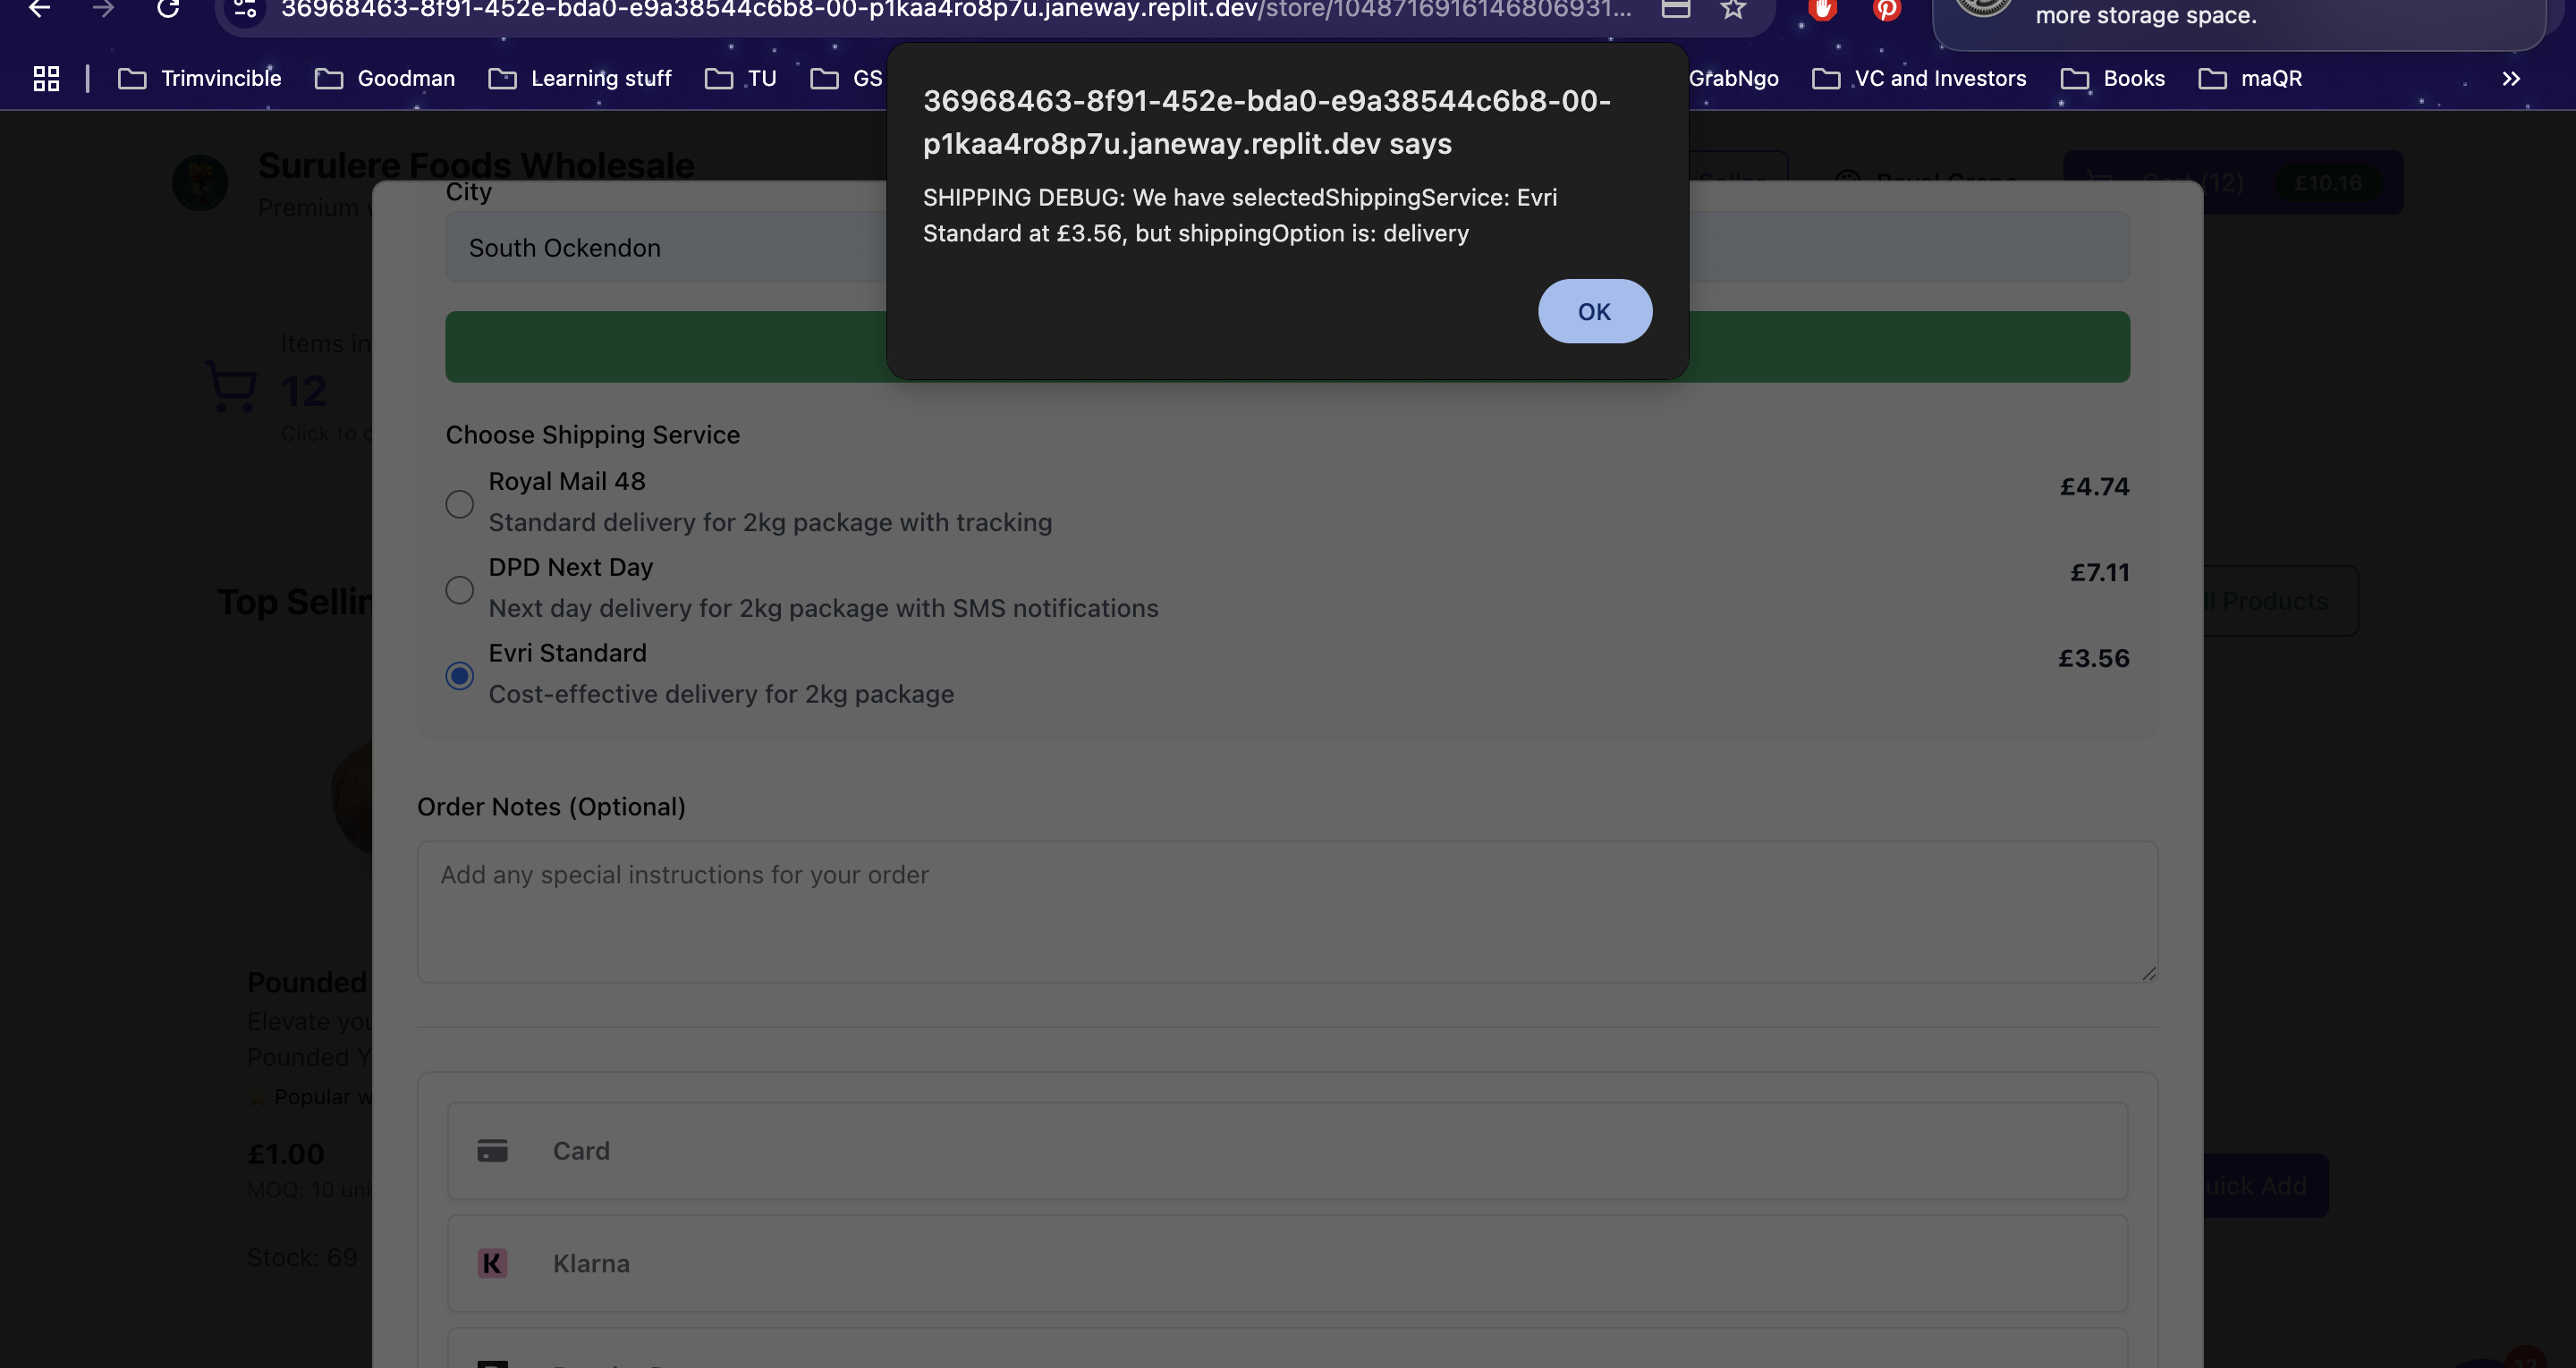 36968463-8f91-452e-bda0-e9a38544c6b8-00-p1kaa4ro8p7u.janeway.replit.dev/store/1048716916146806931...
more storage space.
Trimvincible
Goodman
Learning stuff
TU
GS
GrabNgo
VC and Investors
Books
maQR
36968463-8f91-452e-bda0-e9a38544c6b8-00-
p1kaa4ro8p7u.janeway.replit.dev says
SHIPPING DEBUG: We have selectedShippingService: Evri
Standard at £3.56, but shippingOption is: delivery
OK
Surulere Foods Wholesale
Premium
Seller
(12)
£10.16
City
South Ockendon
Items in
12
Click to
Choose Shipping Service
Royal Mail 48
£4.74
Standard delivery for 2kg package with tracking
DPD Next Day
£7.11
Next day delivery for 2kg package with SMS notifications
Evri Standard
£3.56
Cost-effective delivery for 2kg package
Top Sellin
ll Products
Order Notes (Optional)
Add any special instructions for your order
Pounded
Elevate you
Pounded Y
Popular w
£1.00
MOQ: 10 uni
Stock: 69
uick Add
Card
K
Klarna